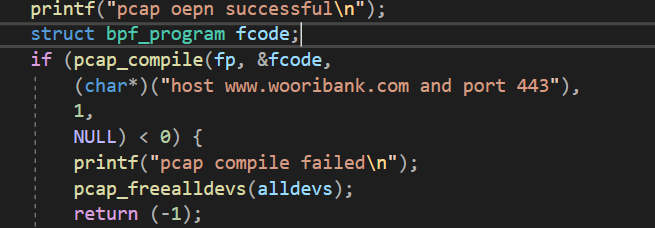 printf("pcap oepn successful\n");
struct bpf_program fcode;
if (pcap_compile(fp, &fcode,
(char*)("host www.wooribank.com and port 443"),
1,
NULL) < 0) {
printf("pcap compile failed\n");
pcap_freealldevs(alldevs);
return (-1);